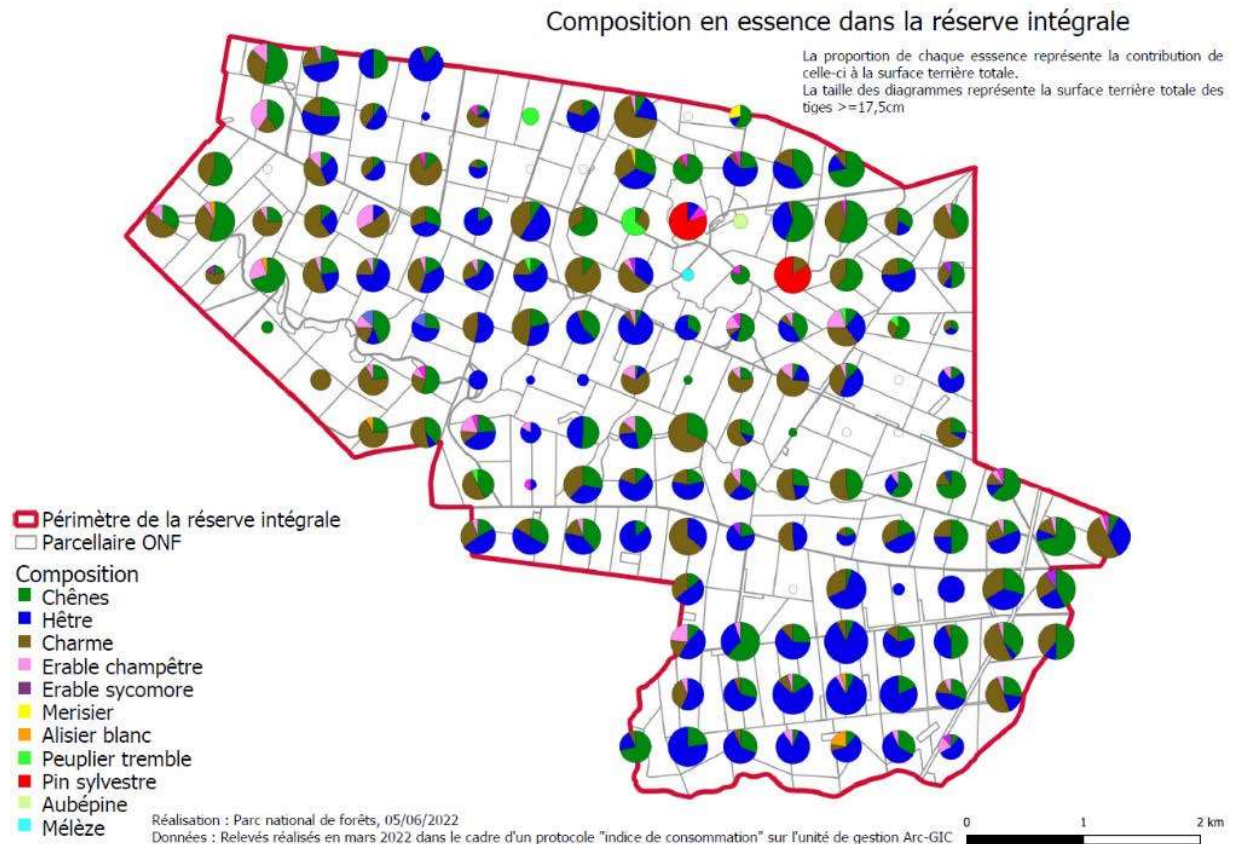 Composition en essence dans la réserve intégrale
La proportion de chaque esssence représente la contribution de
celle-ci à la surface terrière totale.
La taille des diagrammes représente la surface terrière totale des
tiges >=17,5cm
Périmètre de la réserve intégrale
Parcellaire ONF
Composition
Chênes
Hêtre
Charme
Erable champêtre
Erable sycomore
Merisier
Alisier blanc
Peuplier tremble
Pin sylvestre
Aubépine
Mélèze
Réalisation : Parc national de forêts, 05/06/2022
Données : Relevés réalisés en mars 2022 dans le cadre d'un protocole "indice de consommation" sur l'unité de gestion Arc-GIC
0 1 2 km